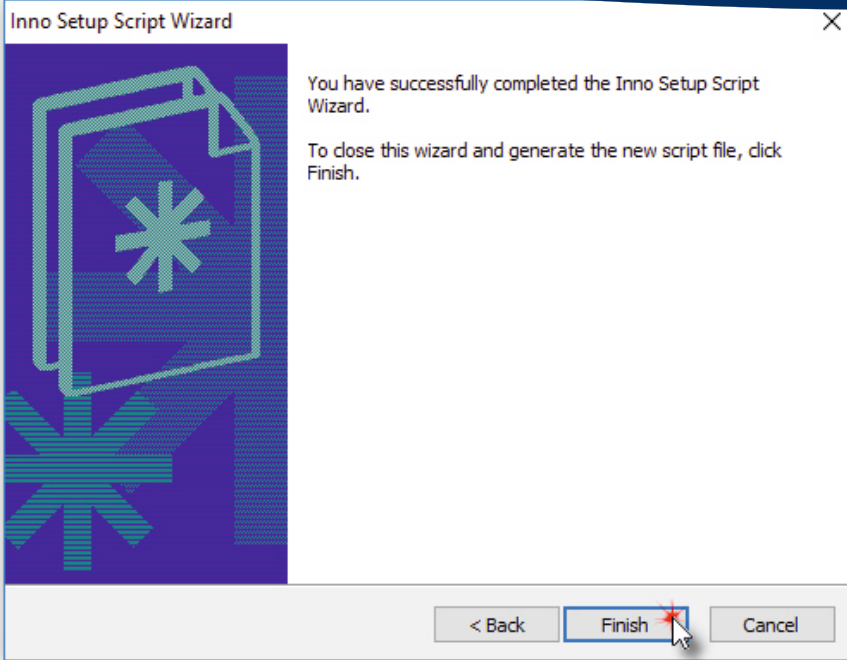 Inno Setup Script Wizard
You have successfully completed the Inno Setup Script
Wizard.
To close this wizard and generate the new script file, click
Finish.
< Back
Finish
Cancel